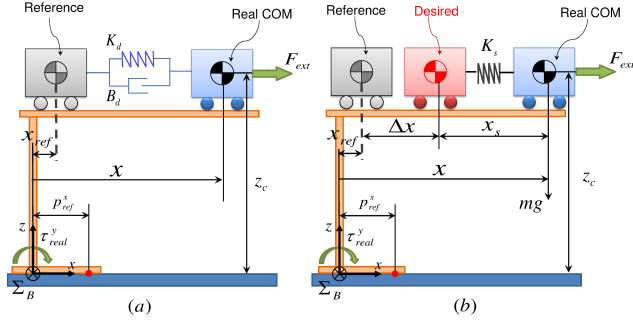 Reference
Real COM
K_d
B_d
F_ext
x_ref
x
z_c
p^x_ref
z
τ^y_real
x
Σ_B
(a)
Reference
Desired
Real COM
K_s
F_ext
x_ref
Δx
x_s
x
z_c
mg
p^x_ref
z
τ^y_real
x
Σ_B
(b)